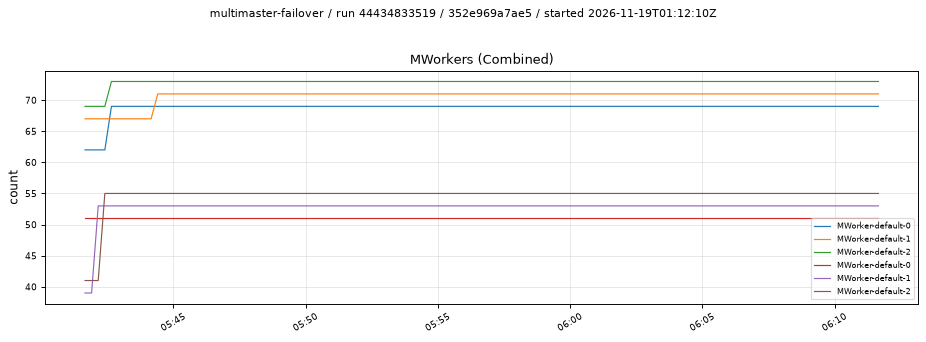 multimaster-failover / run 44434833519 / 352e969a7ae5 / started 2026-11-19T01:12:10Z
MWorkers (Combined)
count
70
65
60
55
50
45
40
MWorker-default-0
MWorker-default-1
MWorker-default-2
MWorker-default-0
MWorker-default-1
MWorker-default-2
05:45
05:50
05:55
06:00
06:05
06:10